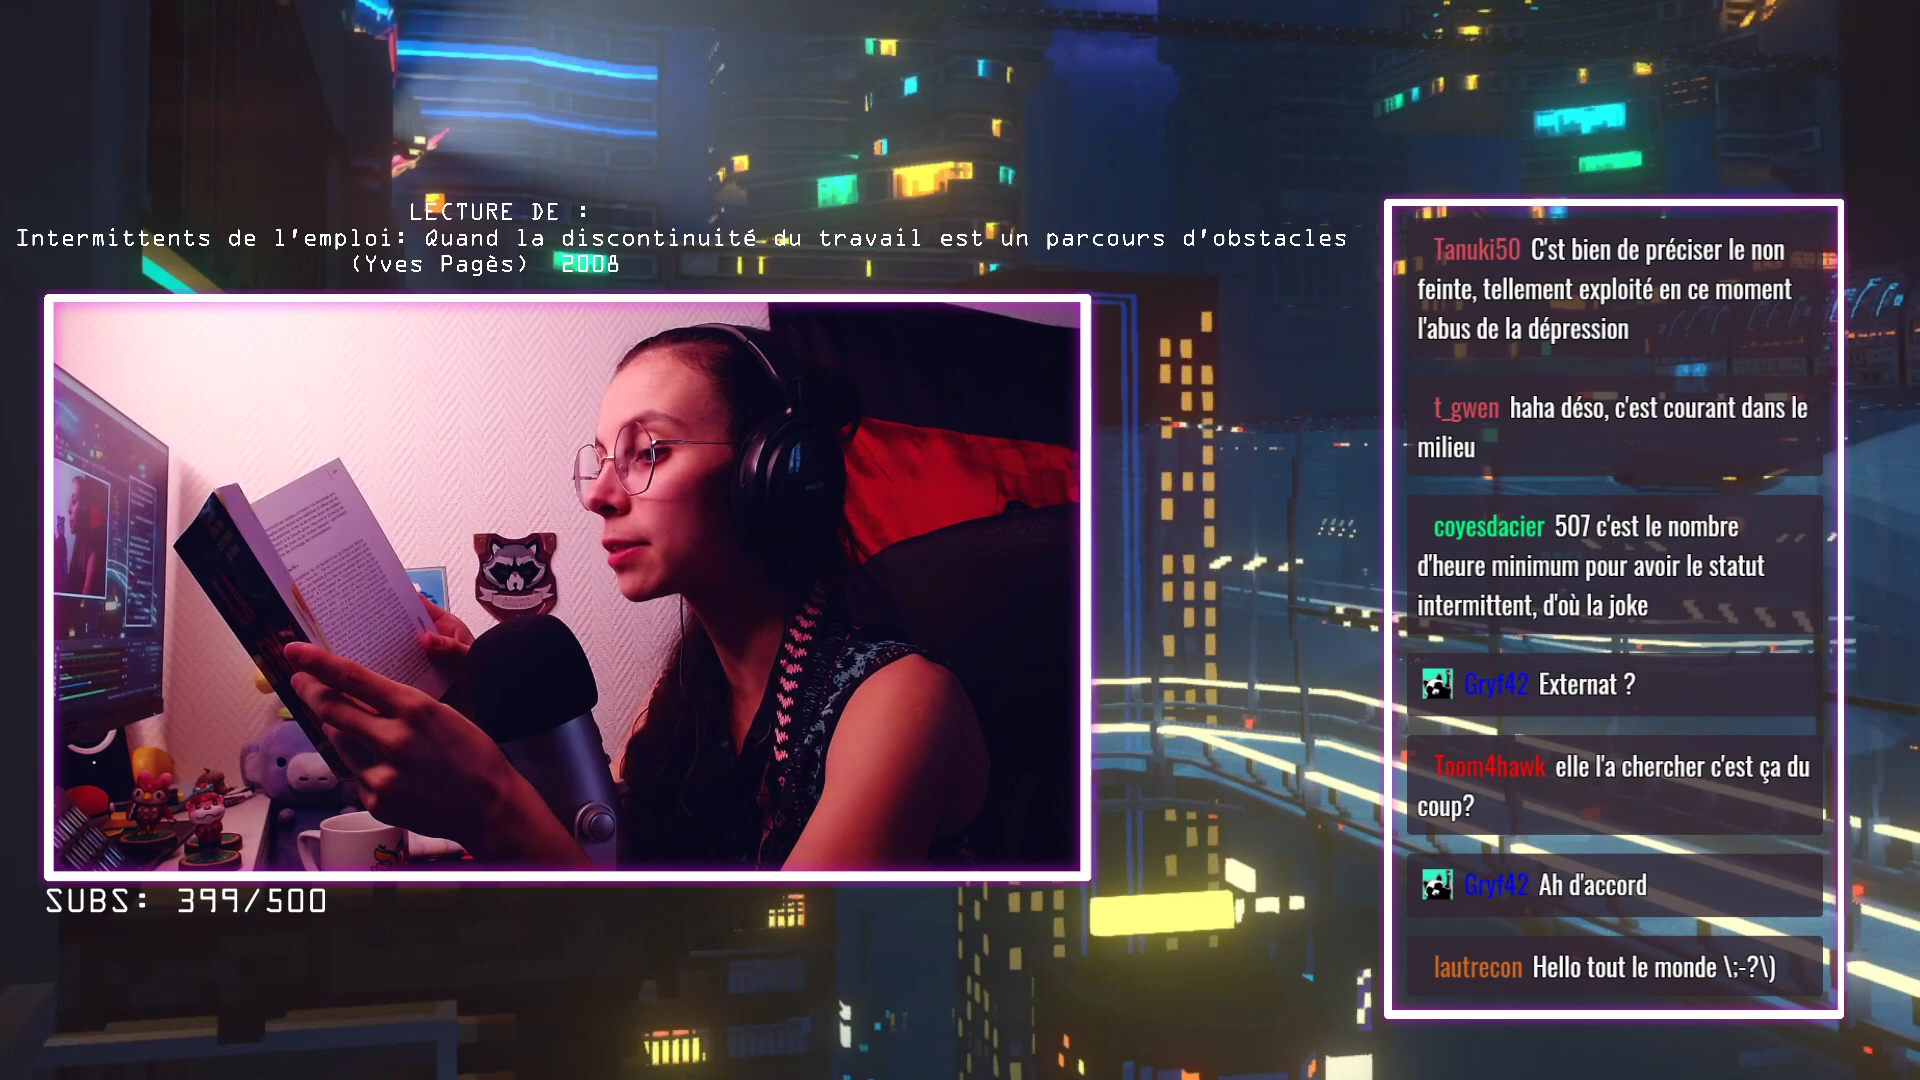 LECTURE DE :
Intermittents de l'emploi: Quand la discontinuité du travail est un parcours d'obstacles
(Yves Pagès) 2008
SUBS: 399/500
Tanuki50 C'st bien de préciser le non
feinte, tellement exploité en ce moment
l'abus de la dépression
t_gwen haha déso, c'est courant dans le
milieu
coyesdacier 507 c'est le nombre
d'heure minimum pour avoir le statut
intermittent, d'où la joke
Gryf42 Externat ?
Toom4hawk elle l'a chercher c'est ça du
coup?
Gryf42 Ah d'accord
lautrecon Hello tout le monde \;-?\)